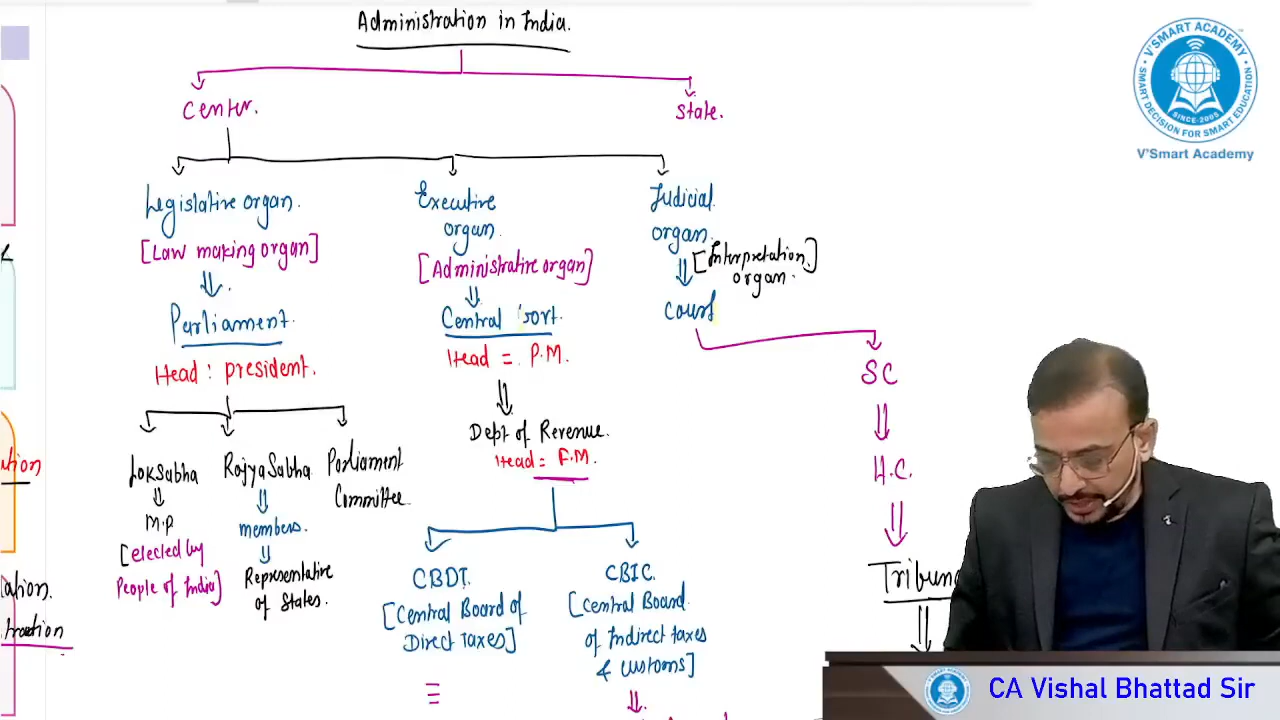 Administration in India.
Center.
State.
Legislative organ.
[Law making organ]
Parliament
Head : president.
Loksabha
M.P
[elected by
People of India]
RajyaSabha
members.
Representative
of States.
Parliament
Committee.
Executive
organ.
[Administrative organ]
Central
Head = P.M.
Dept of Revenue.
Head = F.M.
CBDT.
[Central Board of
Direct taxes]
CBIC.
[Central Board
of Indirect taxes
& customs]
Judicial
organ.
[Interpretation
organ.]
Court
SC
H.C.
V'SMART ACADEMY
SINCE-2005
SMART DECISION FOR SMART EDUCATION
V'Smart Academy
CA Vishal Bhattad Sir